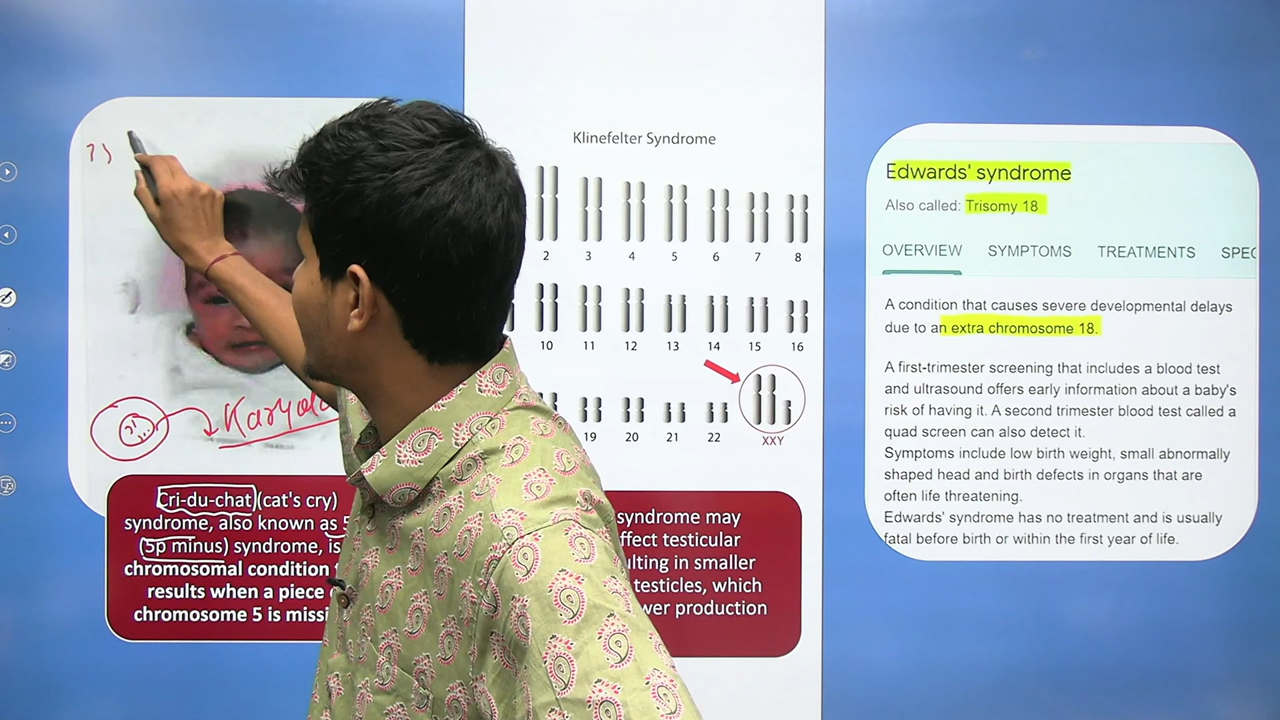 Karyo
Cri-du-chat (cat's cry)
syndrome, also known as 5
(5p minus) syndrome, is
chromosomal condition
results when a piece
chromosome 5 is missi
Klinefelter Syndrome
2 3 4 5 6 7 8
10 11 12 13 14 15 16
19 20 21 22
XXY
syndrome may
ffect testicular
ulting in smaller
testicles, which
wer production
Edwards' syndrome
Also called: Trisomy 18
OVERVIEW SYMPTOMS TREATMENTS SPEC
A condition that causes severe developmental delays
due to an extra chromosome 18.
A first-trimester screening that includes a blood test
and ultrasound offers early information about a baby's
risk of having it. A second trimester blood test called a
quad screen can also detect it.
Symptoms include low birth weight, small abnormally
shaped head and birth defects in organs that are
often life threatening.
Edwards' syndrome has no treatment and is usually
fatal before birth or within the first year of life.